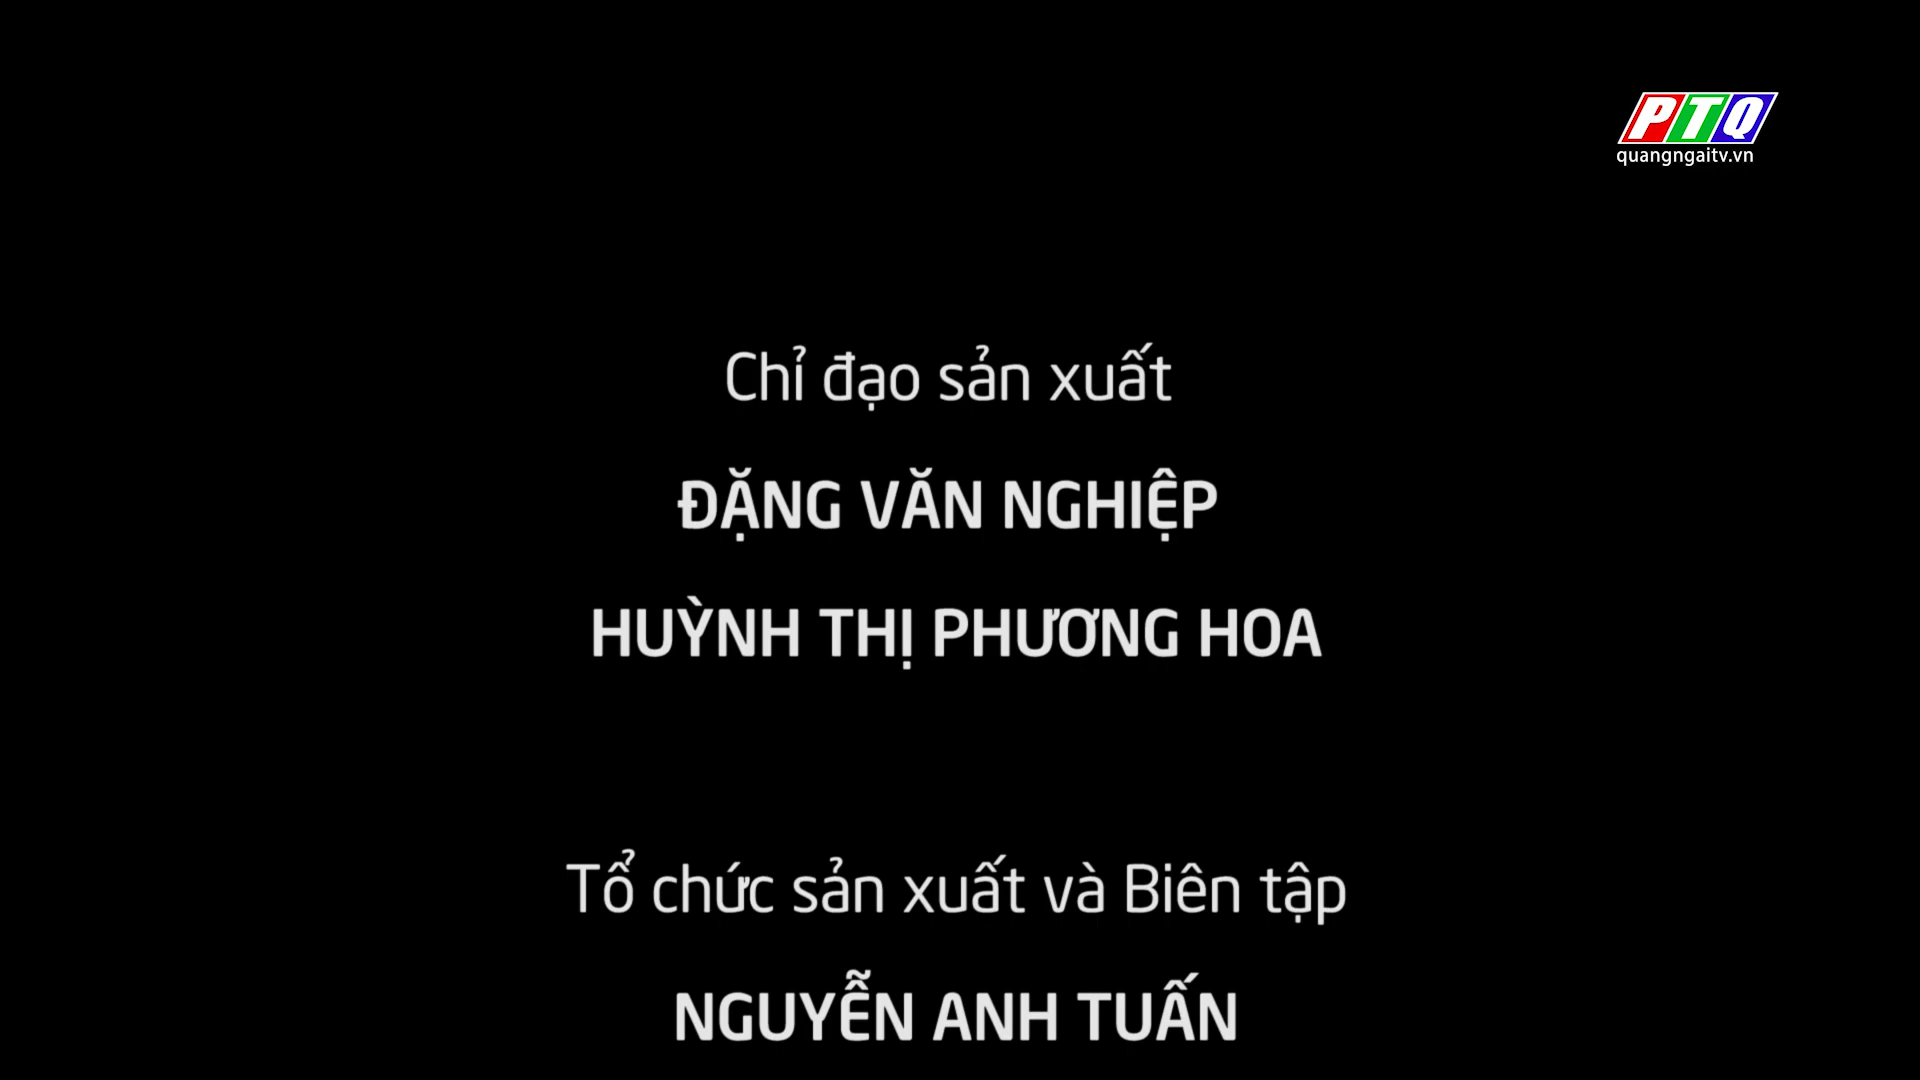 PTQ
quangngaitv.vn
Chỉ đạo sản xuất
ĐẶNG VĂN NGHIỆP
HUỲNH THỊ PHƯƠNG HOA
Tổ chức sản xuất và Biên tập
NGUYỄN ANH TUẤN